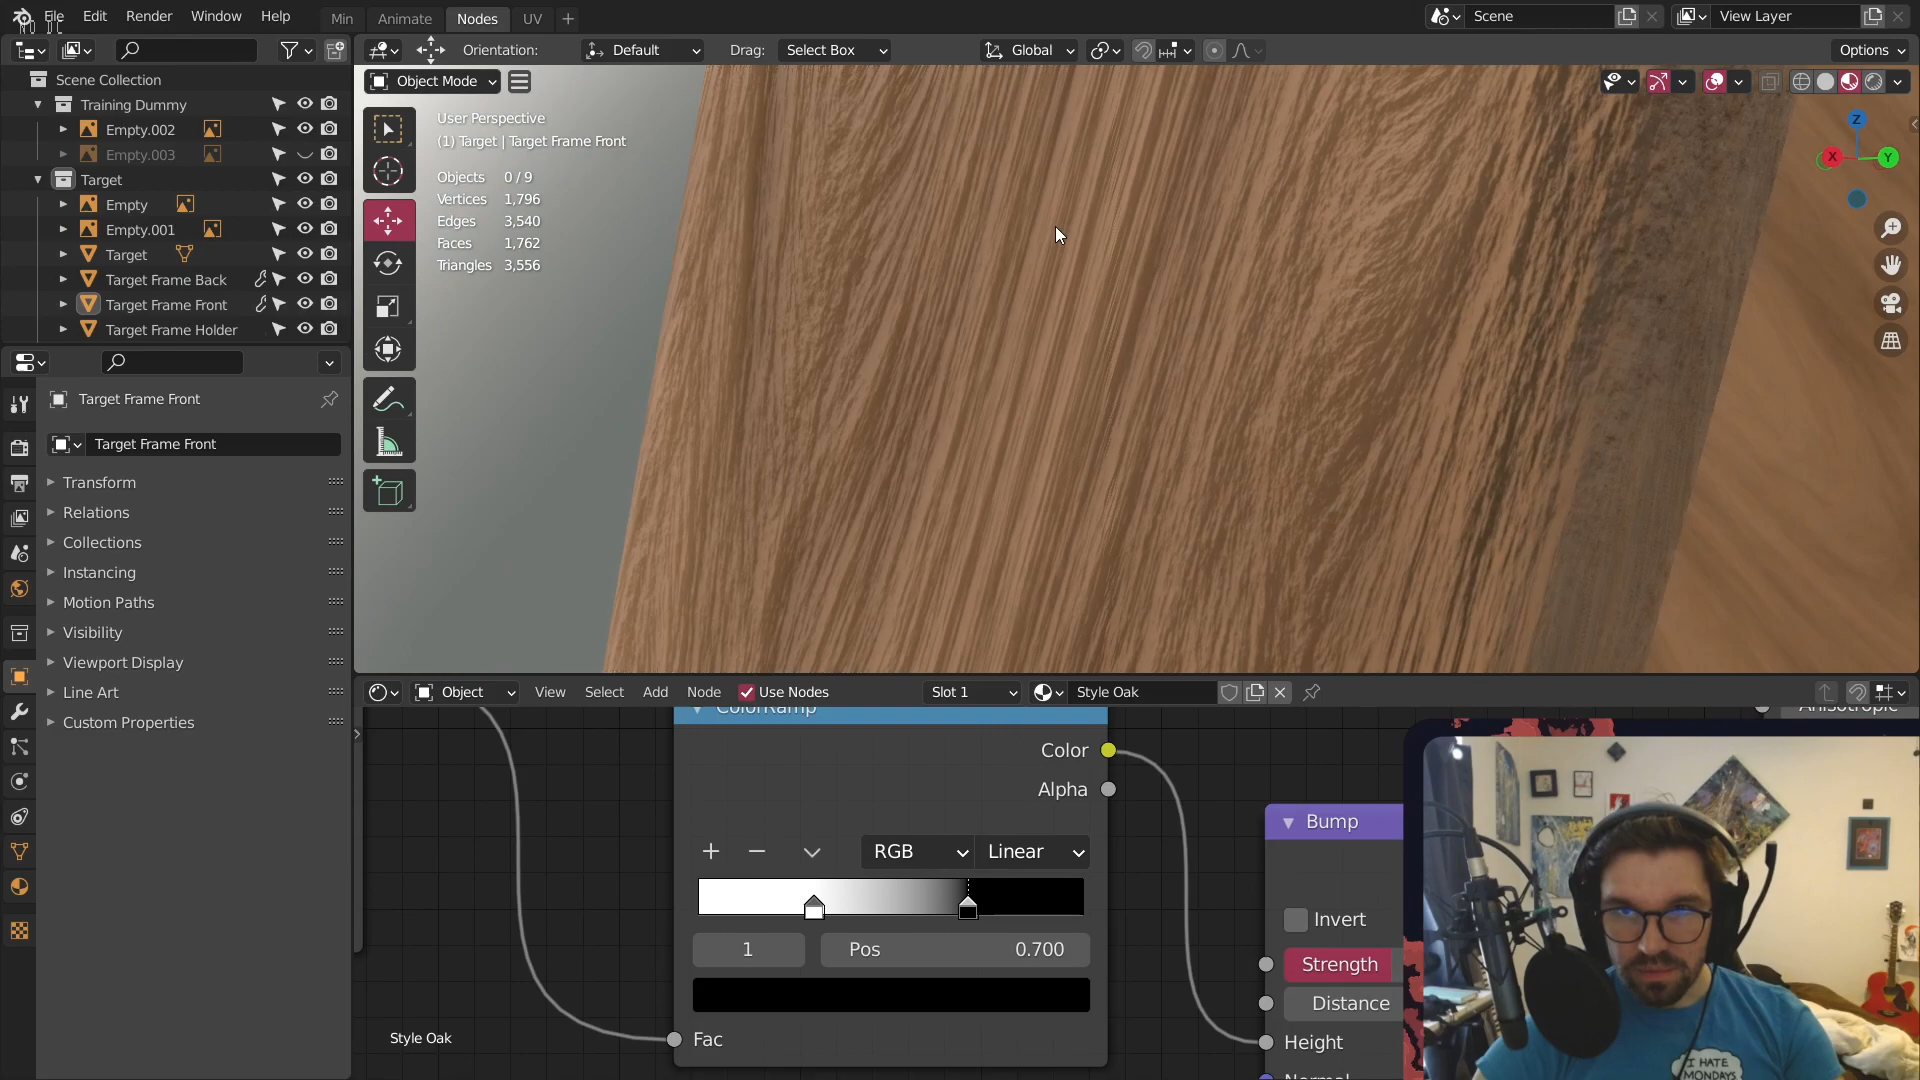 File Edit Render Window Help Min Animate Nodes UV Scene View Layer
Orientation: Default Drag: Select Box Global Options
Scene Collection
Training Dummy
Empty.002
Empty.003
Target
Empty
Empty.001
Target
Target Frame Back
Target Frame Front
Target Frame Holder
Target Frame Front
Target Frame Front
Transform
Relations
Collections
Instancing
Motion Paths
Visibility
Viewport Display
Line Art
Custom Properties
Object Mode
User Perspective
(1) Target | Target Frame Front
Objects 0 / 9
Vertices 1,796
Edges 3,540
Faces 1,762
Triangles 3,556
Z
X
Y
Object View Select Add Node Use Nodes Slot 1 Style Oak
ColorRamp
Anisotropic
Color
Alpha
RGB Linear
1 Pos 0.700
Fac
Style Oak
Bump
Invert
Strength
Distance
Height
Normal
I HATE
MONDAYS